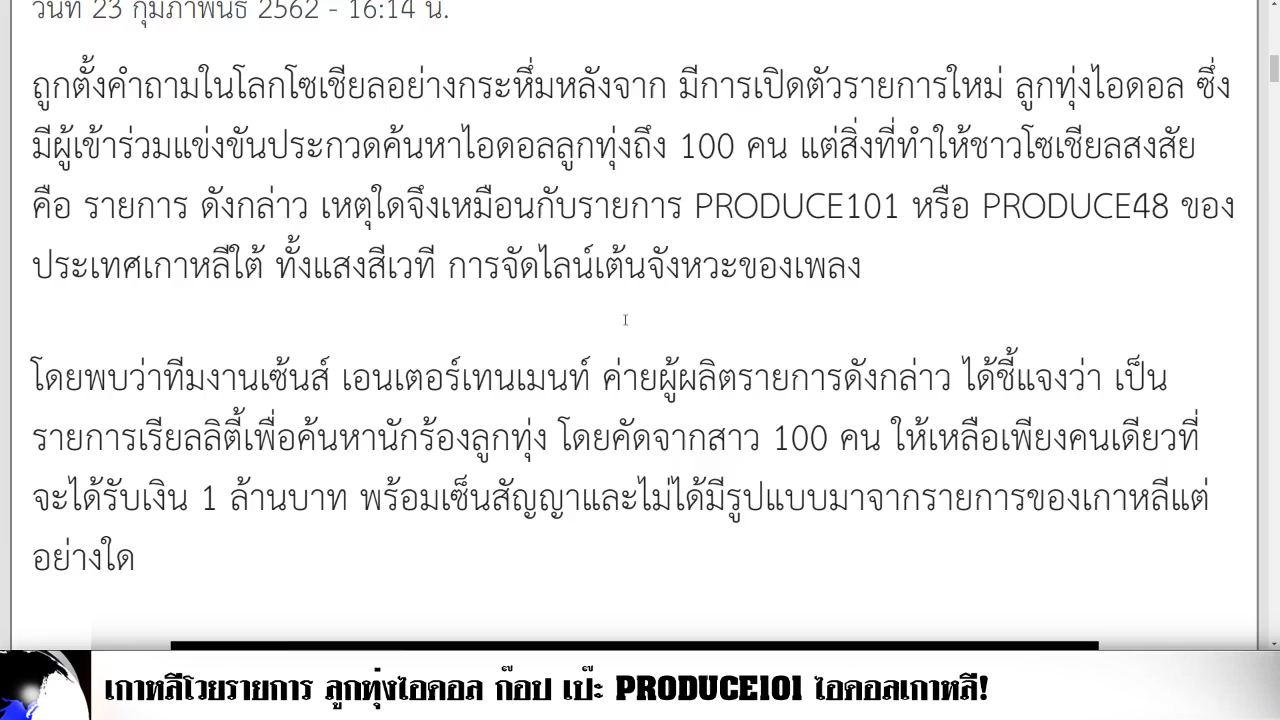 วันที่ 23 กุมภาพันธ์ 2562 - 16:14 น.
ถูกตั้งคำถามในโลกโซเชียลอย่างกระหึ่มหลังจาก มีการเปิดตัวรายการใหม่ ลูกทุ่งไอดอล ซึ่ง
มีผู้เข้าร่วมแข่งขันประกวดค้นหาไอดอลลูกทุ่งถึง 100 คน แต่สิ่งที่ทำให้ชาวโซเชียลสงสัย
คือ รายการ ดังกล่าว เหตุใดจึงเหมือนกับรายการ PRODUCE101 หรือ PRODUCE48 ของ
ประเทศเกาหลีใต้ ทั้งแสงสีเวที การจัดไลน์เต้นจังหวะของเพลง
โดยพบว่าทีมงานเซ้นส์ เอนเตอร์เทนเมนท์ ค่ายผู้ผลิตรายการดังกล่าว ได้ชี้แจงว่า เป็น
รายการเรียลลิตี้เพื่อค้นหานักร้องลูกทุ่ง โดยคัดจากสาว 100 คน ให้เหลือเพียงคนเดียวที่
จะได้รับเงิน 1 ล้านบาท พร้อมเซ็นสัญญาและไม่ได้มีรูปแบบมาจากรายการของเกาหลีแต่
อย่างใด
เกาหลีโวยรายการ ลูกทุ่งไอดอล ก๊อป เป๊ะ PRODUCE101 ไอดอลเกาหลี!